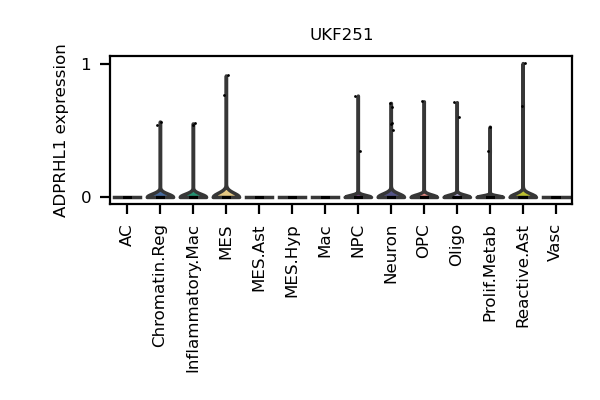 UKF251
ADPRHL1 expression
1
0
AC
Chromatin.Reg
Inflammatory.Mac
MES
MES.Ast
MES.Hyp
Mac
NPC
Neuron
OPC
Oligo
Prolif.Metab
Reactive.Ast
Vasc